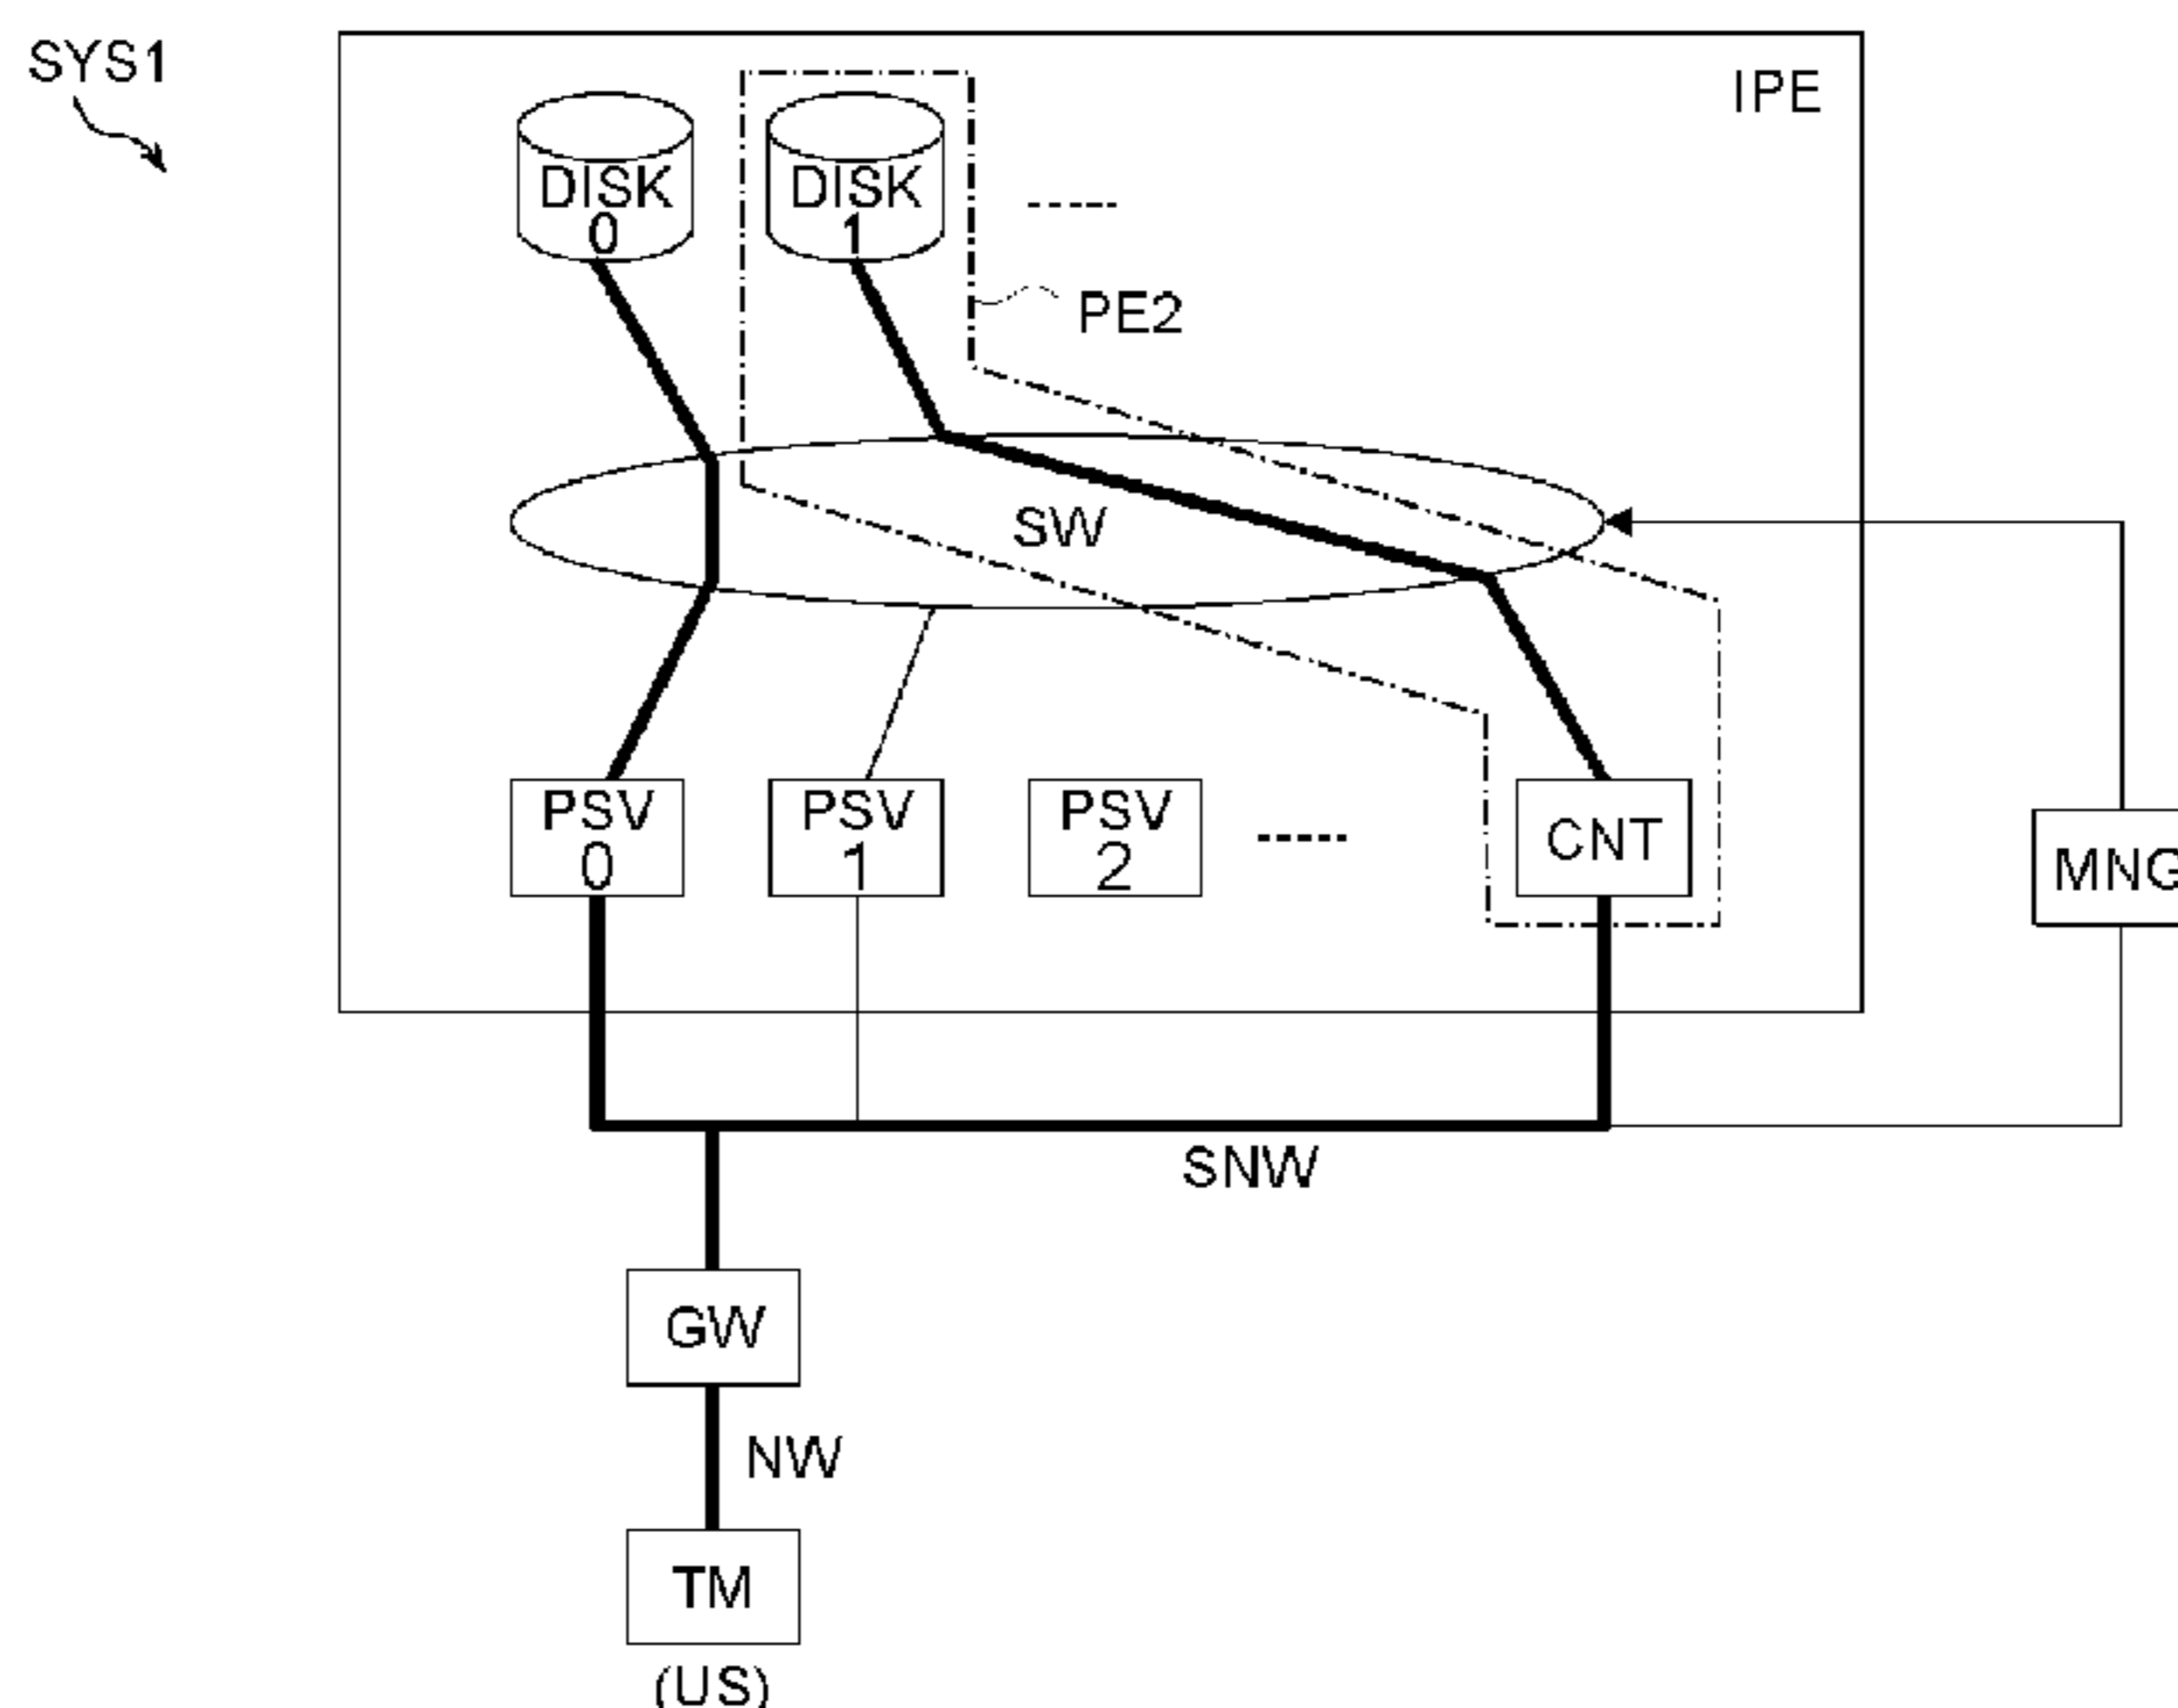 SYS1
IPE
DISK
0
DISK
1
PE2
SW
PSV
0
PSV
1
PSV
2
CNT
MNG
SNW
GW
NW
TM
(US)